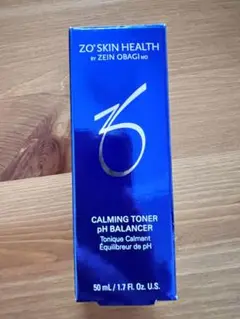 ZO® SKIN HEALTH
BY ZEIN OBAGI MD
CALMING TONER
pH BALANCER
Tonique Calmant
Équilibreur de pH
50 mL / 1.7 Fl. Oz. U.S.